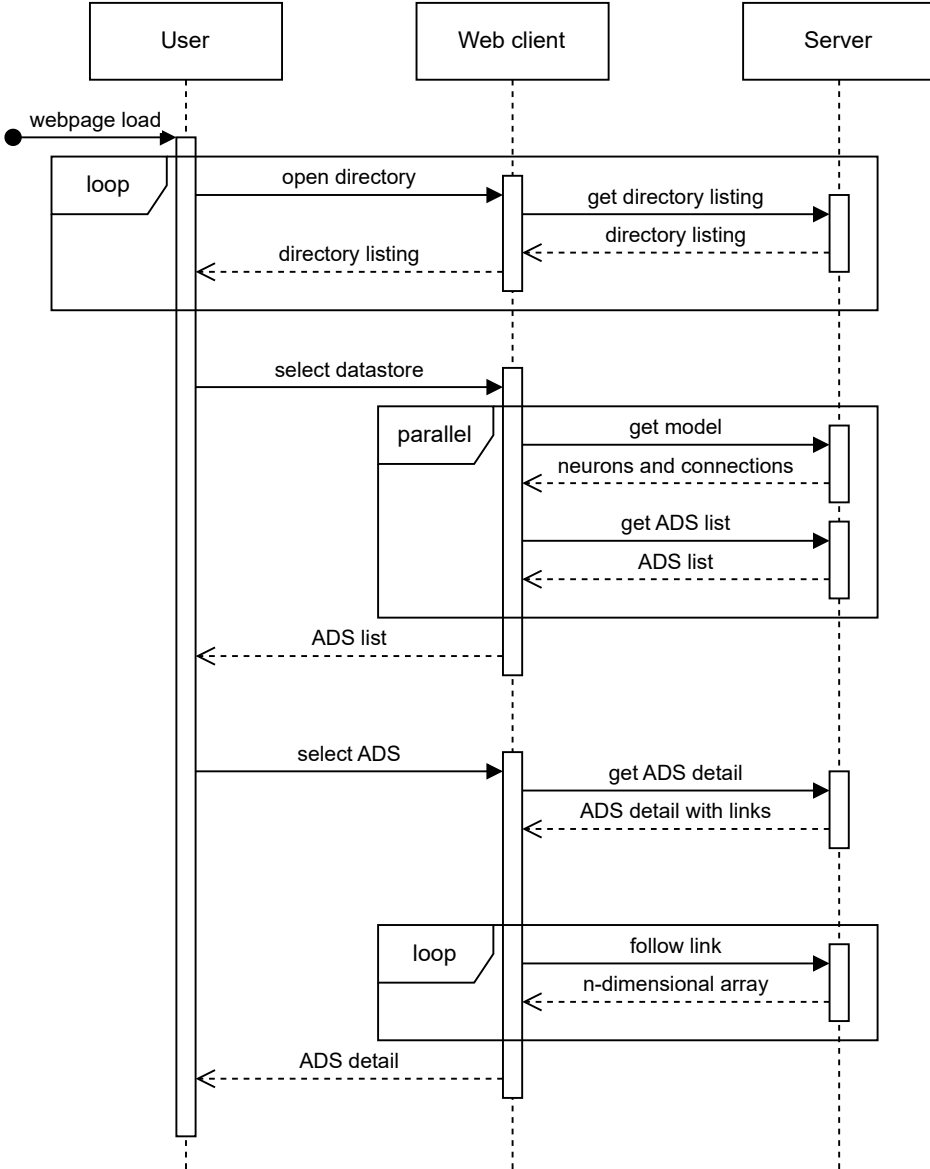 User
Web client
Server
webpage load
loop
open directory
get directory listing
directory listing
directory listing
select datastore
parallel
get model
neurons and connections
get ADS list
ADS list
ADS list
select ADS
get ADS detail
ADS detail with links
loop
follow link
n-dimensional array
ADS detail